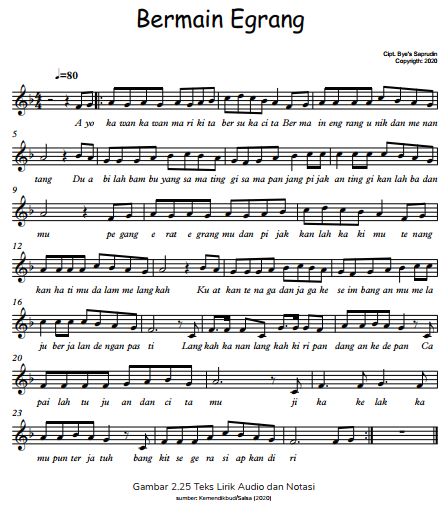 Bermain Egrang
Cipt. Bye's Saprudin
Copyrigth: 2020
♩=80
4
4
A yo ka wan ka wan ma ri ki ta ber su ka ci ta Ber ma in eng rang u nik dan me nan
5
tang Du a bi lah bam bu yang sa ma ting gi sa ma pan jang pi jak an ting gi kan lah ba dan
9
mu pe gang e rat e grang mu dan pi jak kan lah ka ki mu te nang
12
kan ha ti mu da lam me lang kah Ku at kan te na ga dan ja ga ke se im bang an mu me la
16
ju ber ja lan de ngan pas ti Lang kah ka nan lang kah ki ri pan dang an ke de pan Ca
20
pai lah tu ju an dan ci ta mu ji ka ke lak ka
23
mu pun ter ja tuh bang kit se ge ra si ap kan di ri
Gambar 2.25 Teks Lirik Audio dan Notasi
sumber: Kemendikbud/Salsa (2020)